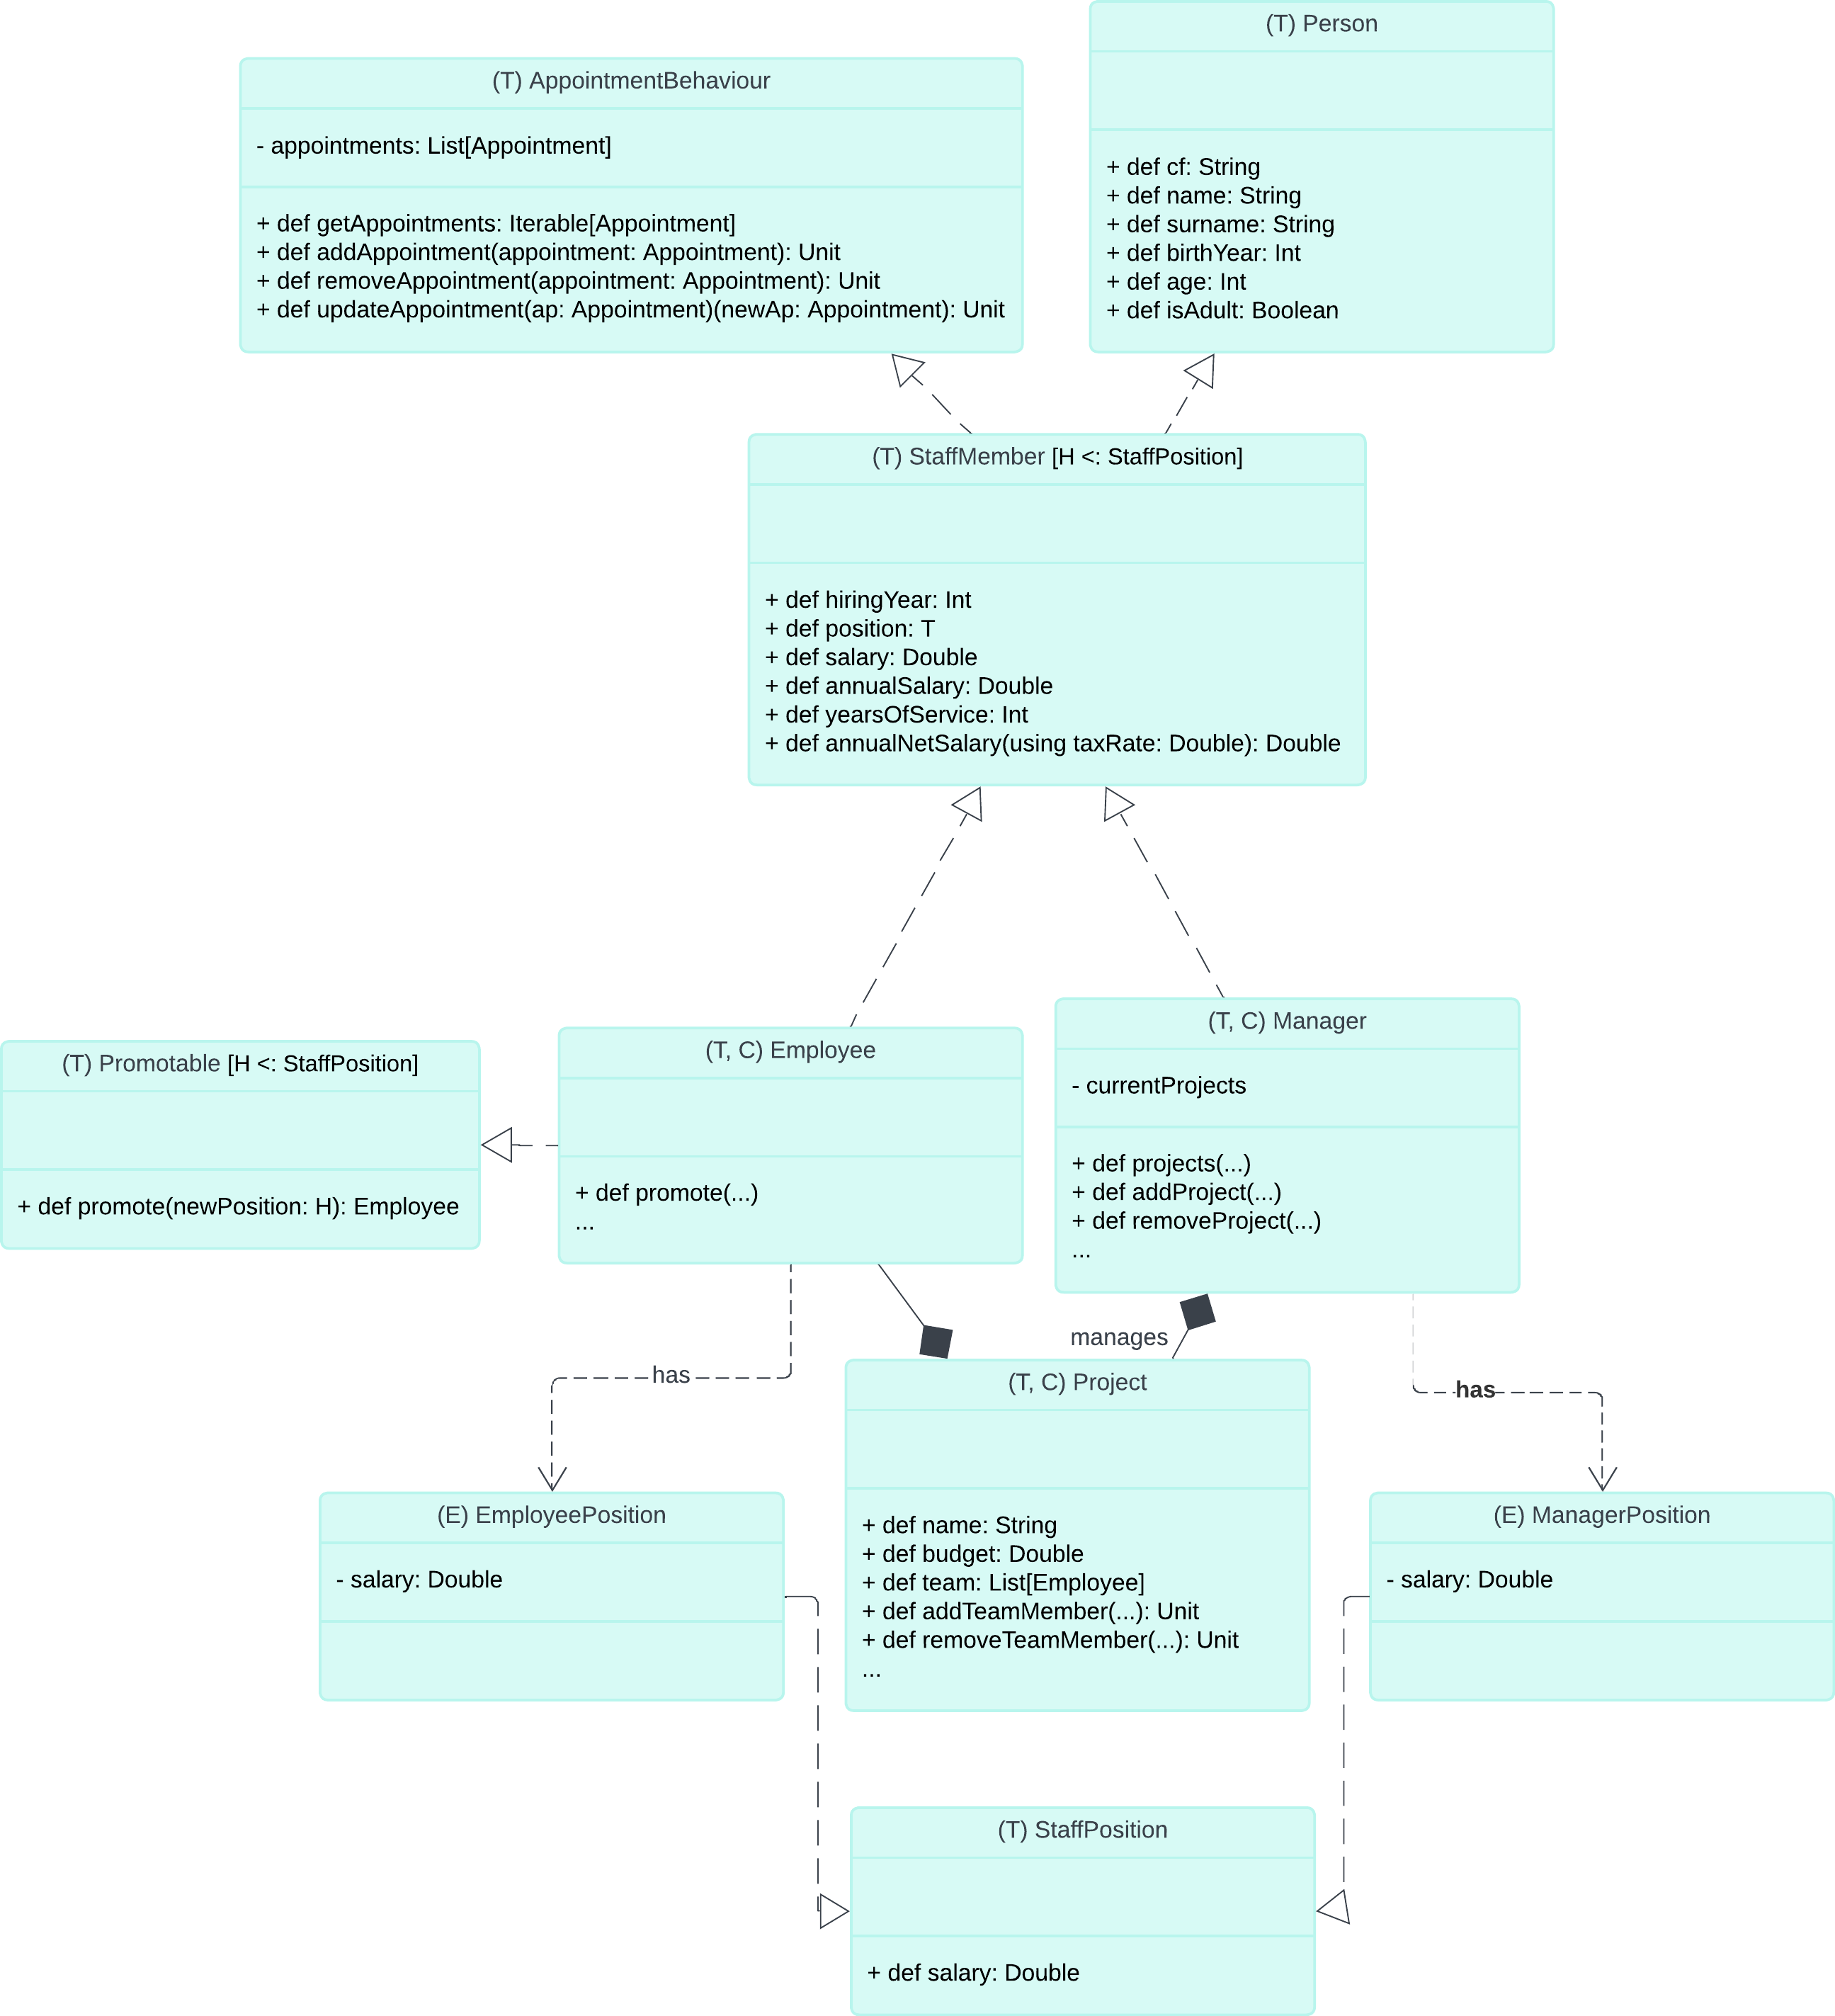 (T) Person
(T) AppointmentBehaviour
- appointments: List[Appointment]
+ def getAppointments: Iterable[Appointment]
+ def addAppointment(appointment: Appointment): Unit
+ def removeAppointment(appointment: Appointment): Unit
+ def updateAppointment(ap: Appointment)(newAp: Appointment): Unit
+ def cf: String
+ def name: String
+ def surname: String
+ def birthYear: Int
+ def age: Int
+ def isAdult: Boolean
(T) StaffMember [H <: StaffPosition]
+ def hiringYear: Int
+ def position: T
+ def salary: Double
+ def annualSalary: Double
+ def yearsOfService: Int
+ def annualNetSalary(using taxRate: Double): Double
(T) Promotable [H <: StaffPosition]
+ def promote(newPosition: H): Employee
(T, C) Employee
+ def promote(...)
...
(T, C) Manager
- currentProjects
+ def projects(...)
+ def addProject(...)
+ def removeProject(...)
...
manages
has
has
(T, C) Project
+ def name: String
+ def budget: Double
+ def team: List[Employee]
+ def addTeamMember(...): Unit
+ def removeTeamMember(...): Unit
...
(E) EmployeePosition
- salary: Double
(E) ManagerPosition
- salary: Double
(T) StaffPosition
+ def salary: Double